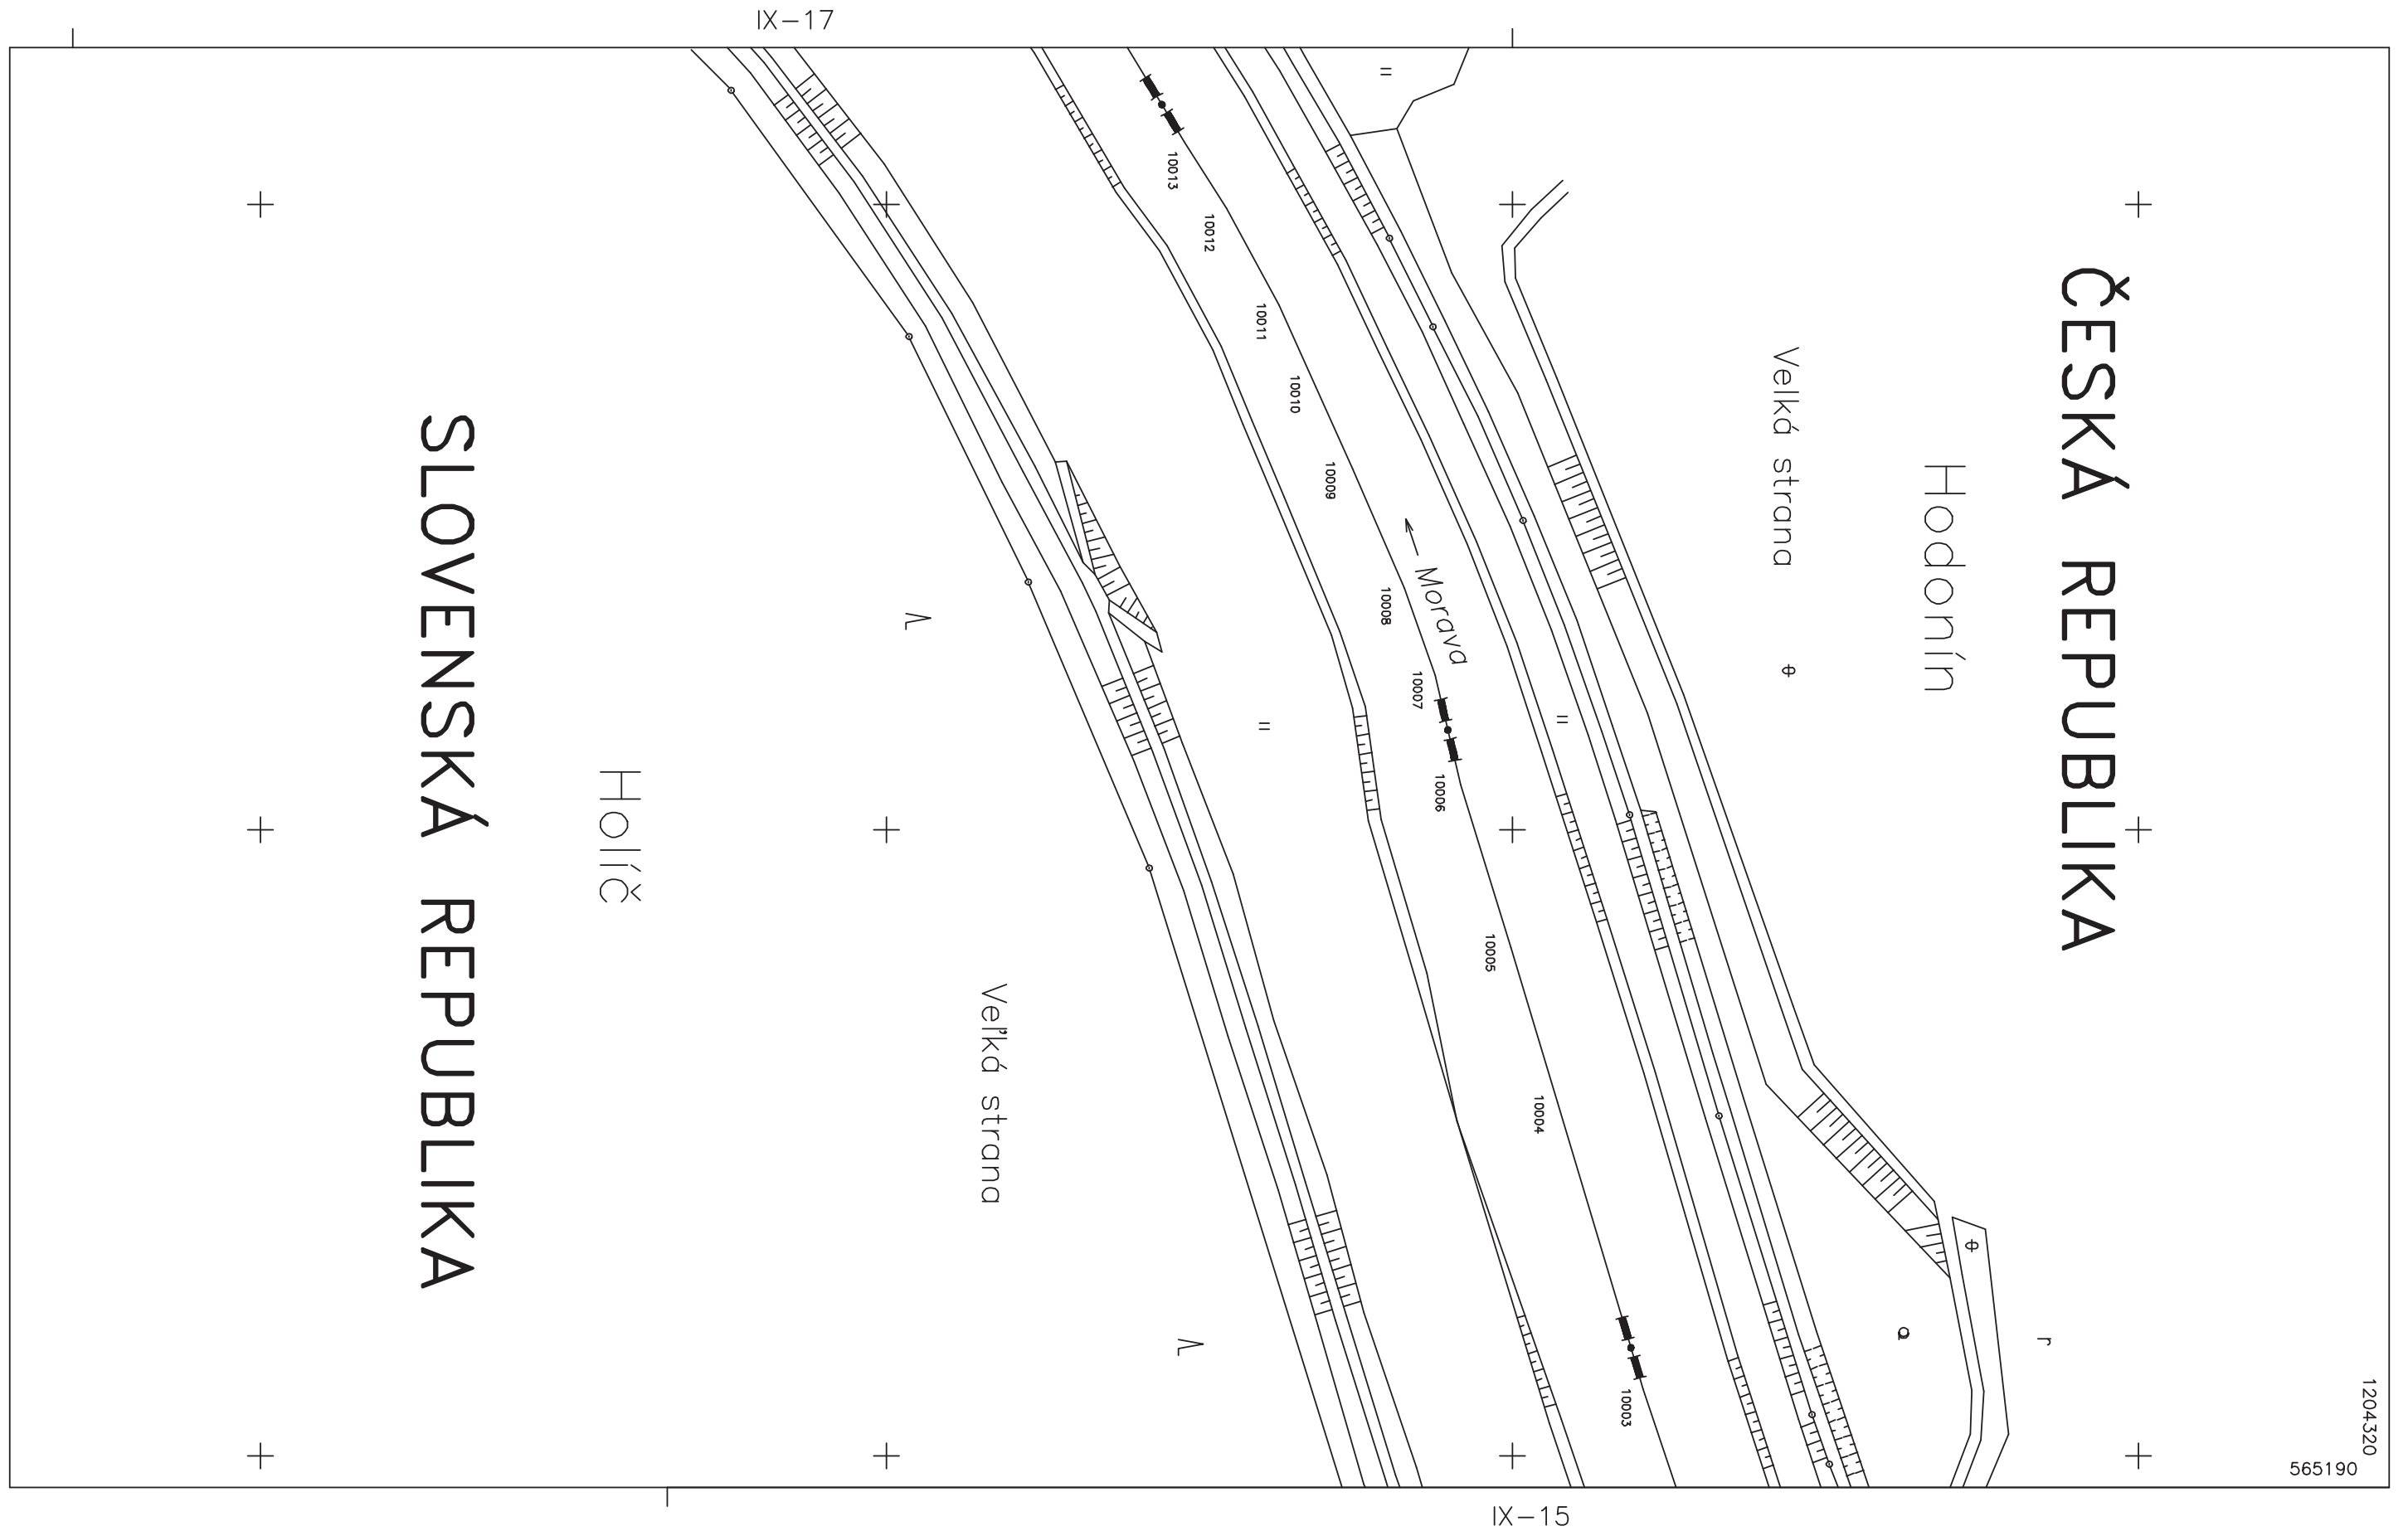 IX-17
ČESKÁ REPUBLIKA
Hodonín
Velká strana
Morava
10013
10012
10011
10010
10009
10008
10007
10006
10005
10004
10003
Veľká strana
Holíč
SLOVENSKÁ REPUBLIKA
a
r
1204320
565190
IX-15